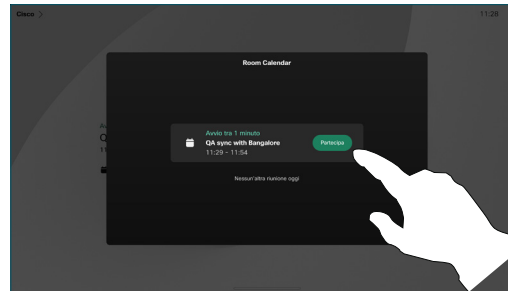 Cisco
11:28
Room Calendar
Avvio tra 1 minuto
QA sync with Bangalore
11:29 – 11:54
Partecipa
Nessun'altra riunione oggi